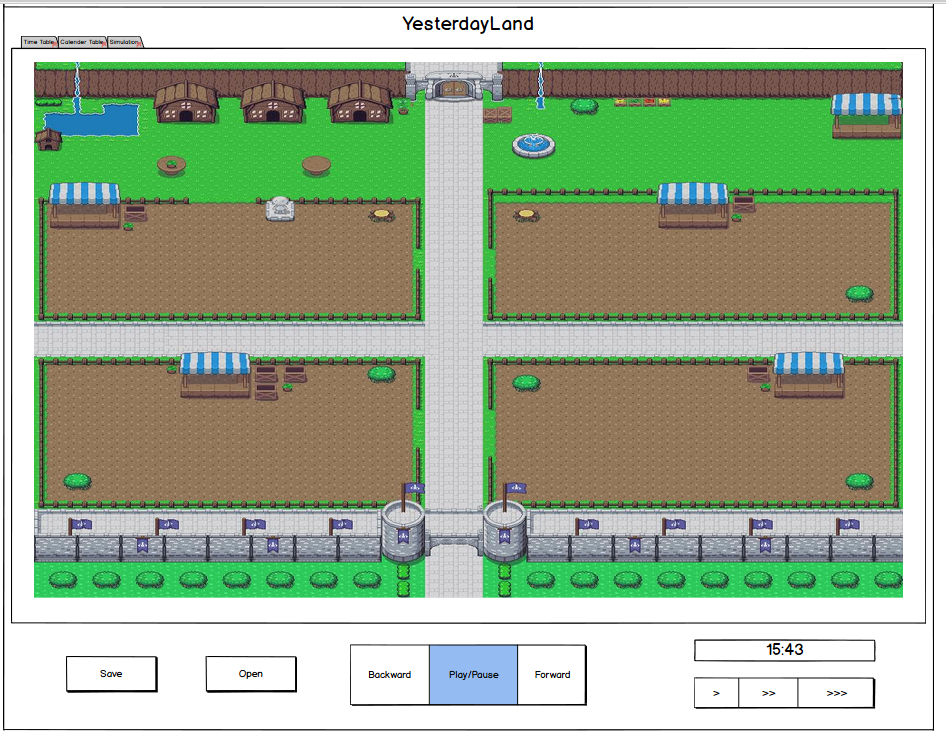 YesterdayLand
Time Table Calender Table Simulation
15:43
Save Open Backward Play/Pause Forward
> >> >>>